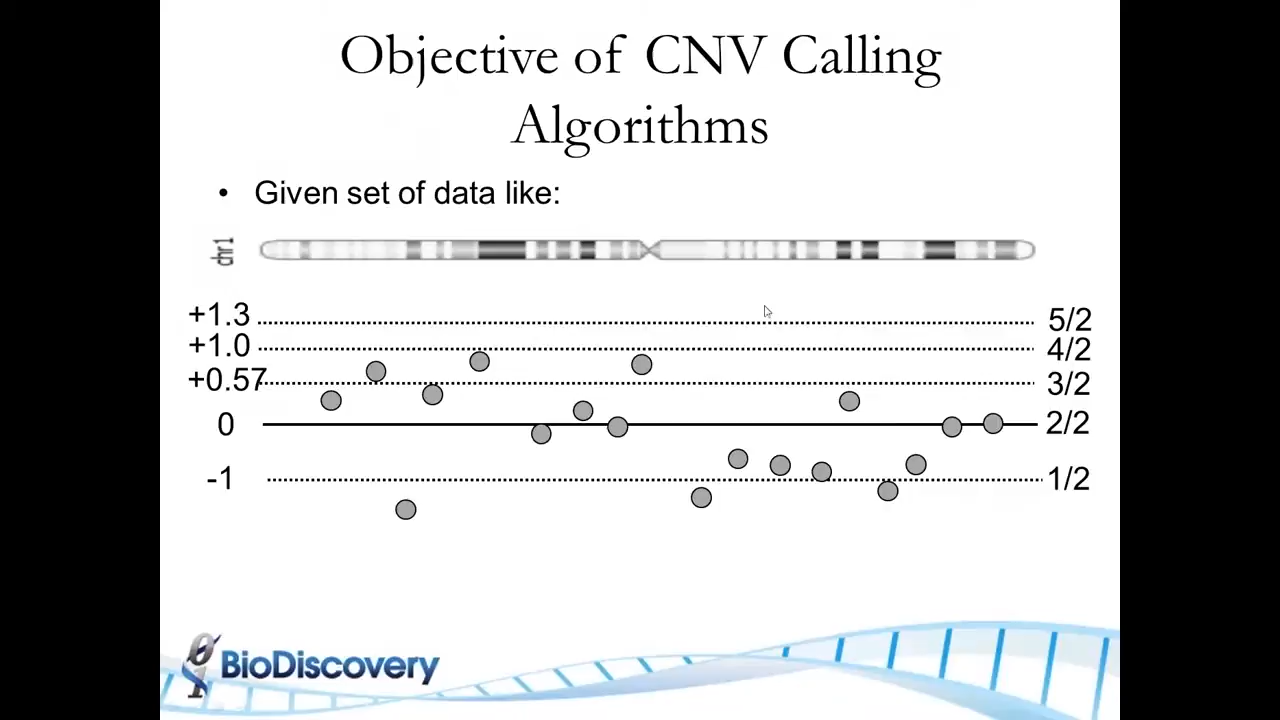 Objective of CNV Calling
Algorithms
• Given set of data like:
chr1
+1.3 5/2
+1.0 4/2
+0.57 3/2
0 2/2
-1 1/2
BioDiscovery